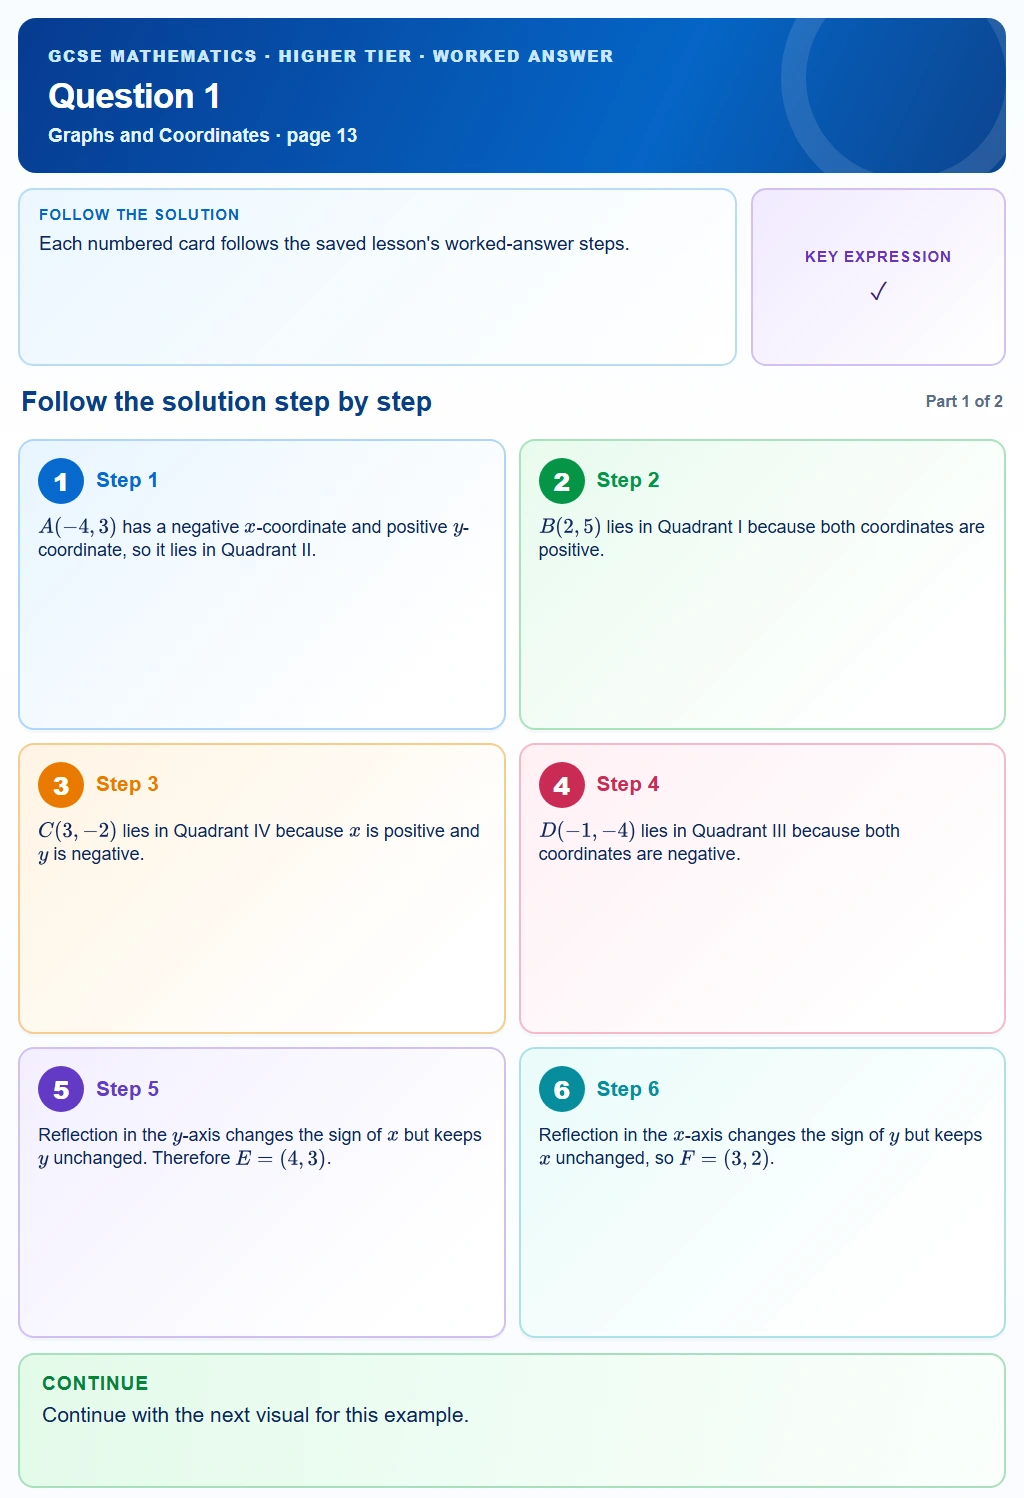 GCSE MATHEMATICS · HIGHER TIER · WORKED ANSWER
Question 1
Graphs and Coordinates · page 13
FOLLOW THE SOLUTION
Each numbered card follows the saved lesson's worked-answer steps.
KEY EXPRESSION
✓
Follow the solution step by step
Part 1 of 2
1 Step 1
A(−4, 3) has a negative x-coordinate and positive y-
coordinate, so it lies in Quadrant II.
2 Step 2
B(2, 5) lies in Quadrant I because both coordinates are
positive.
3 Step 3
C(3, −2) lies in Quadrant IV because x is positive and
y is negative.
4 Step 4
D(−1, −4) lies in Quadrant III because both
coordinates are negative.
5 Step 5
Reflection in the y-axis changes the sign of x but keeps
y unchanged. Therefore E = (4, 3).
6 Step 6
Reflection in the x-axis changes the sign of y but keeps
x unchanged, so F = (3, 2).
CONTINUE
Continue with the next visual for this example.